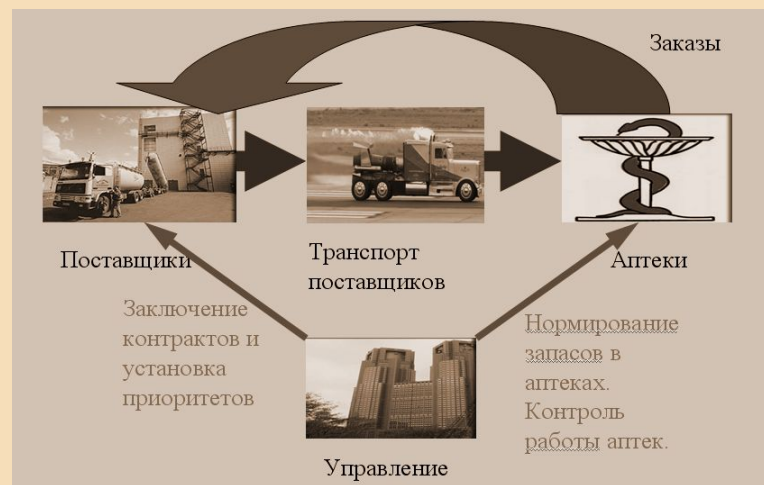 Заказы
Поставщики
Транспорт
поставщиков
Аптеки
Заключение
контрактов и
установка
приоритетов
Нормирование
запасов в
аптеках.
Контроль
работы аптек.
Управление